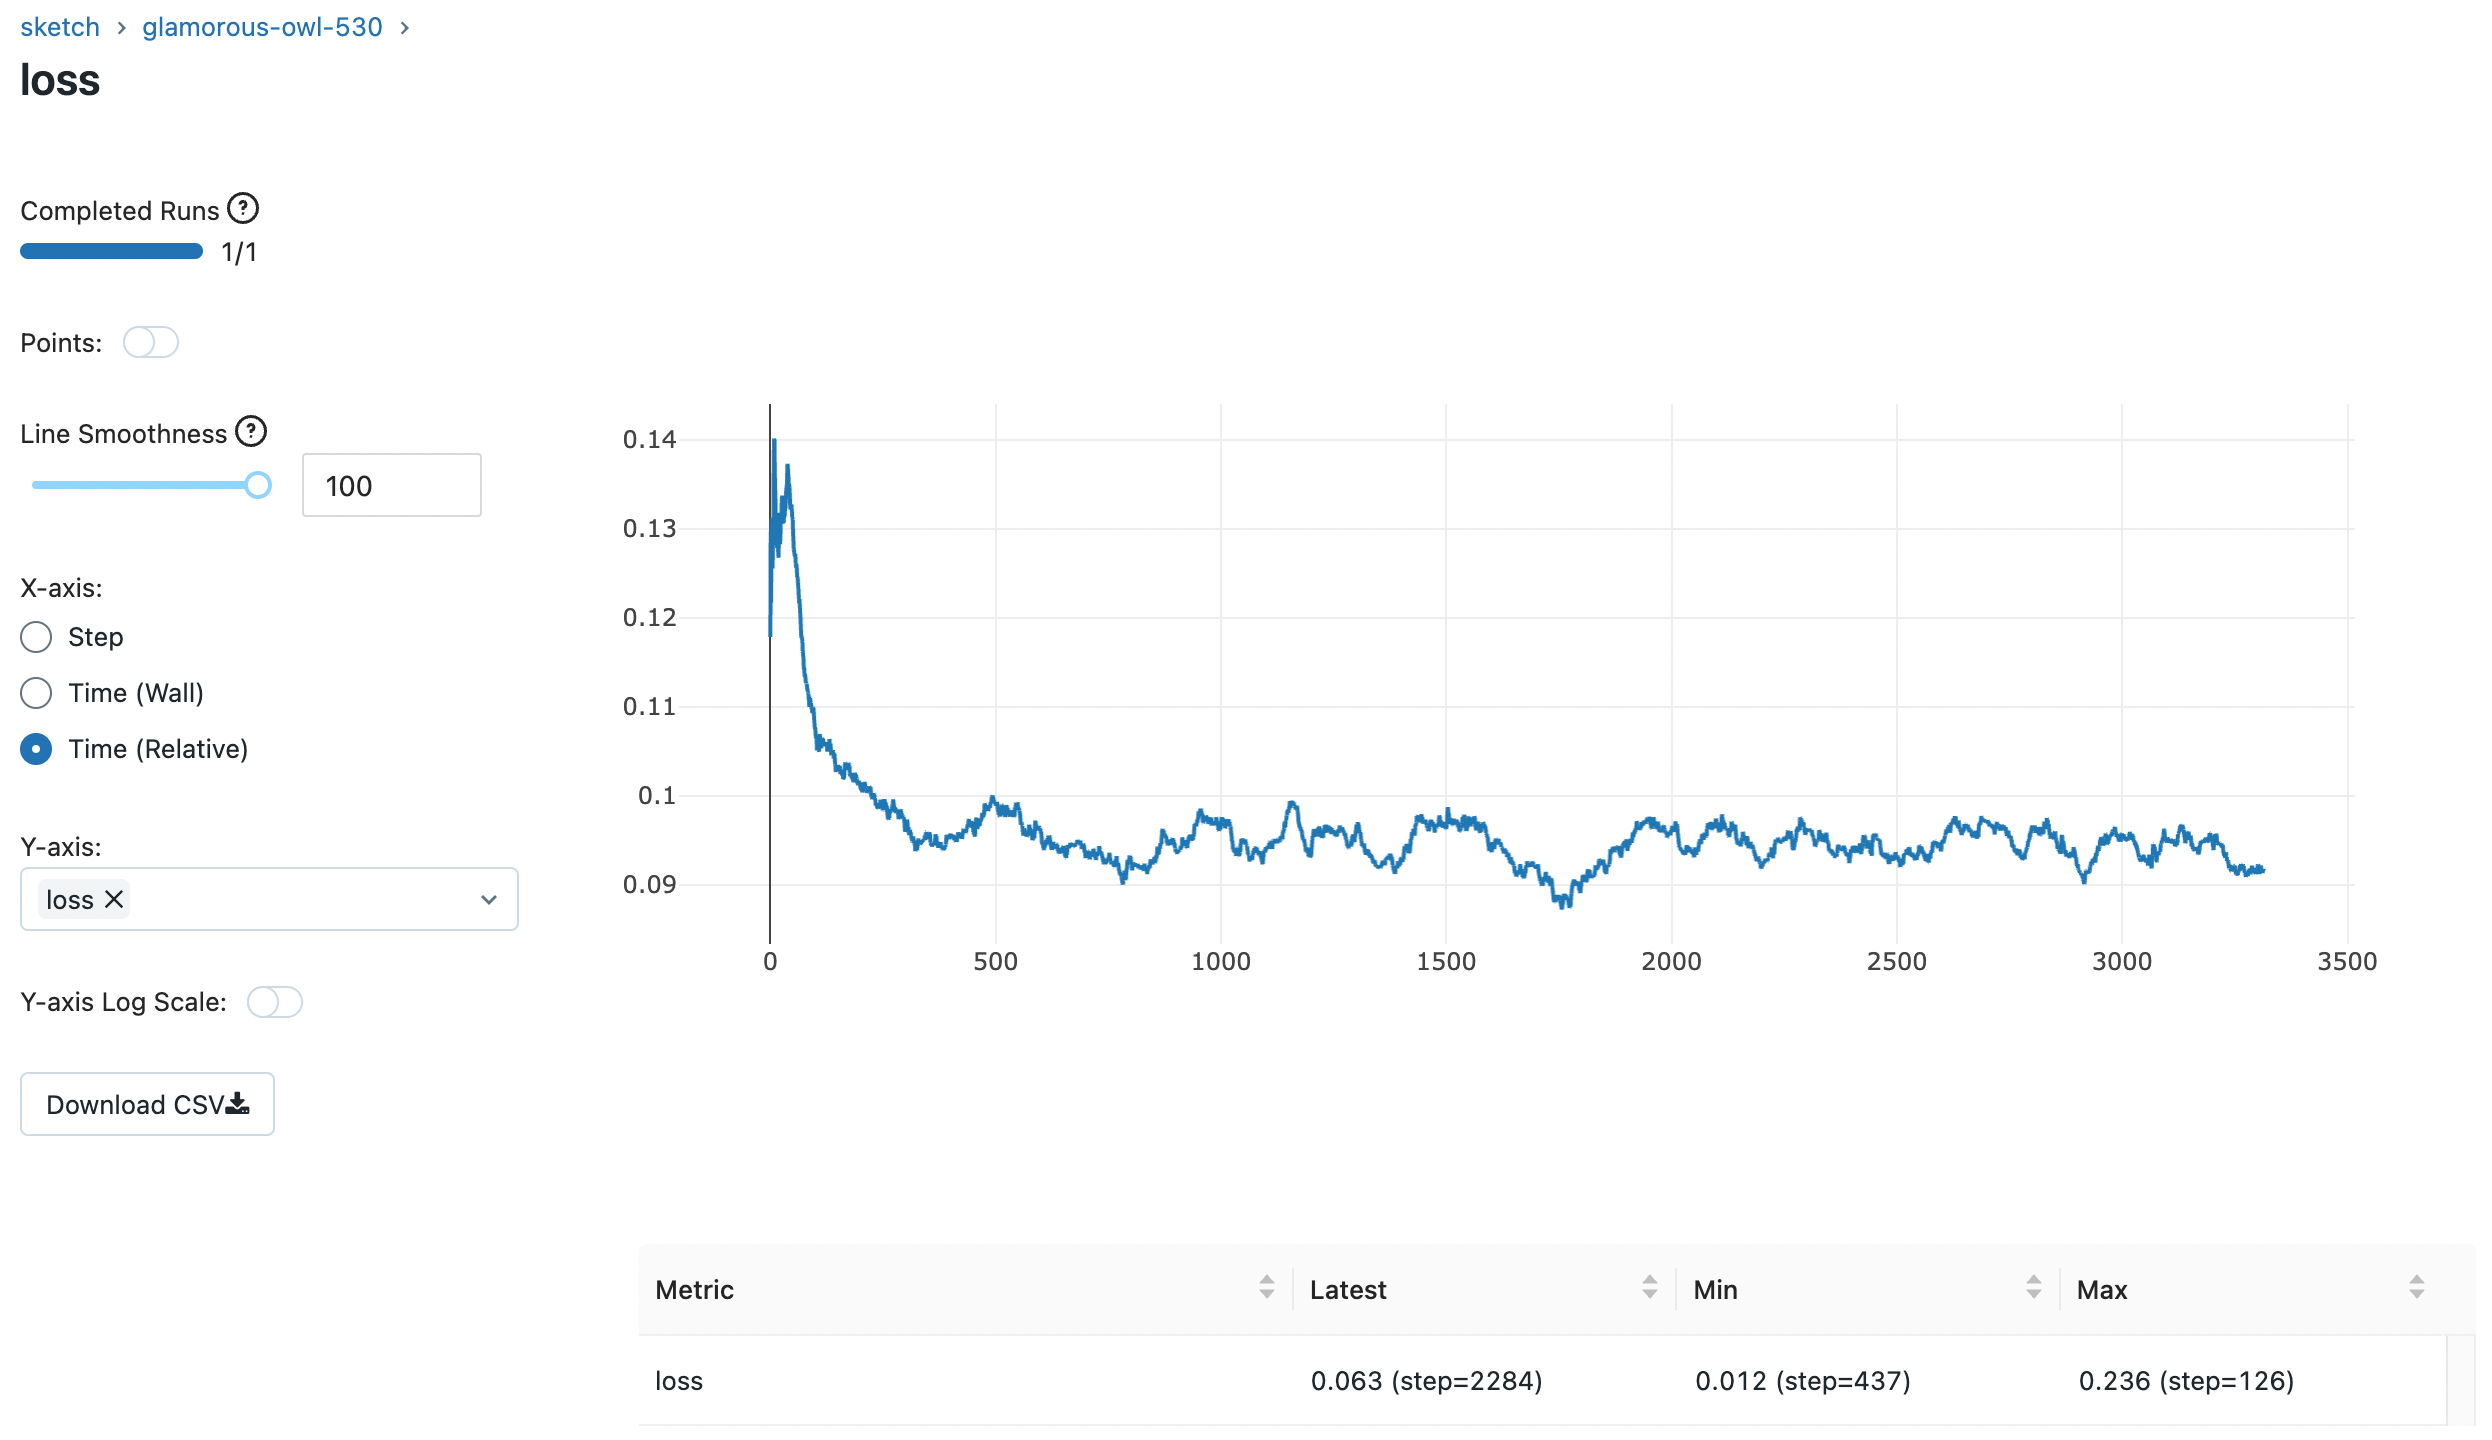 sketch › glamorous-owl-530 ›
loss
Completed Runs ?
1/1
Points:
Line Smoothness ?
100
X-axis:
Step
Time (Wall)
Time (Relative)
Y-axis:
loss
Y-axis Log Scale:
Download CSV
0.14
0.13
0.12
0.11
0.1
0.09
0 500 1000 1500 2000 2500 3000 3500
Metric Latest Min Max
loss 0.063 (step=2284) 0.012 (step=437) 0.236 (step=126)